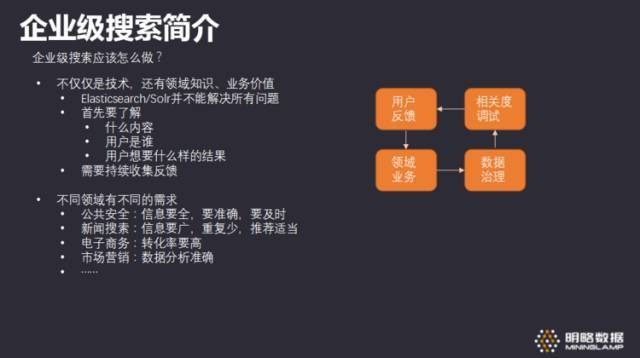 企业级搜索简介
企业级搜索应该怎么做？
• 不仅仅是技术，还有领域知识、业务价值
• Elasticsearch/Solr并不能解决所有问题
• 首先要了解
• 什么内容
• 用户是谁
• 用户想要什么样的结果
• 需要持续收集反馈
• 不同领域有不同的需求
• 公共安全：信息要全，要准确，要及时
• 新闻搜索：信息要广，重复少，推荐适当
• 电子商务：转化率要高
• 市场营销：数据分析准确
• ......
用户
反馈
相关度
调试
领域
业务
数据
治理
明略数据
MININGLAMP